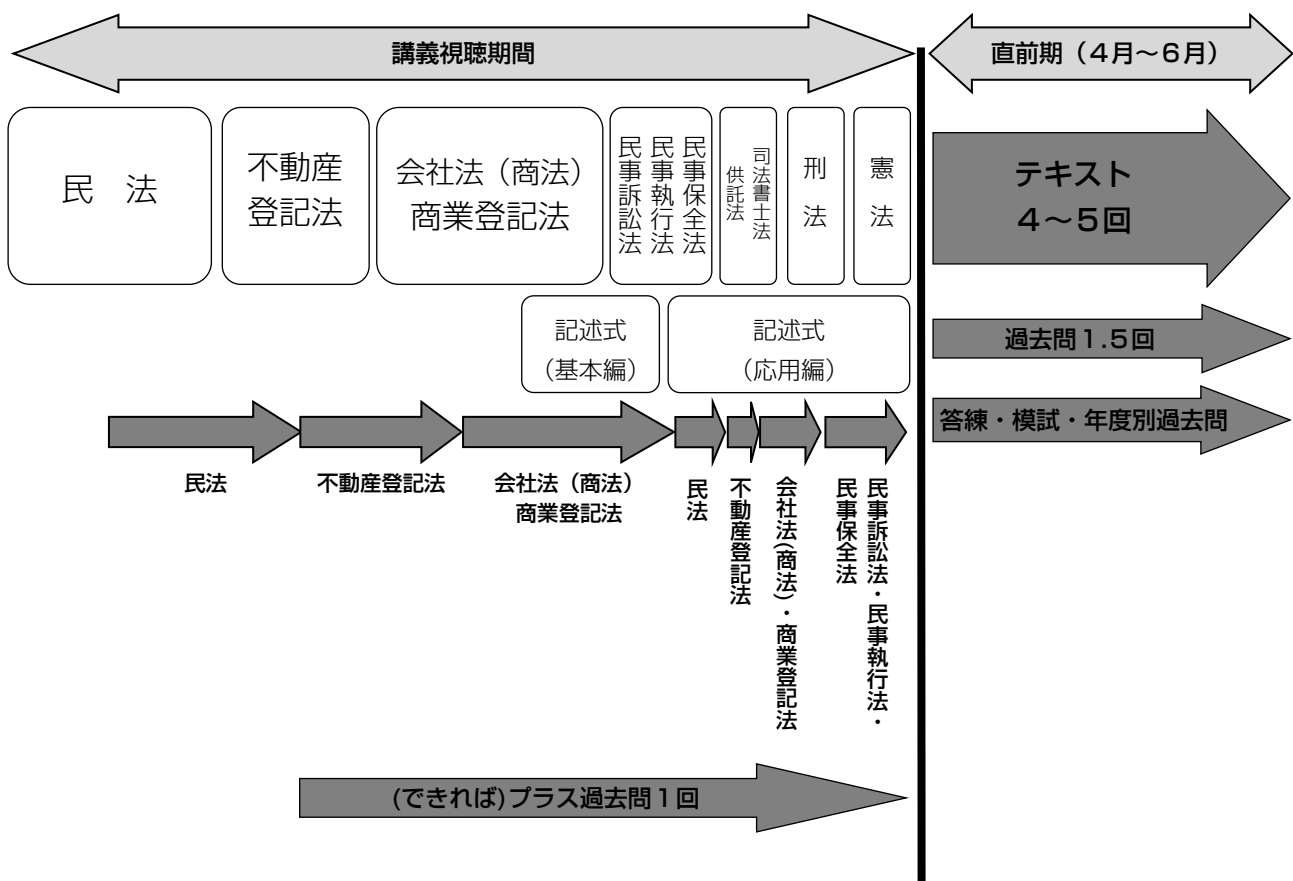 講義視聴期間
直前期（4月～6月）
民　法
不動産
登記法
会社法（商法）
商業登記法
民事訴訟法
民事執行法
民事保全法
供託法
司法書士法
刑　法
憲　法
テキスト
4～5回
記述式
（基本編）
記述式
（応用編）
過去問1.5回
答練・模試・年度別過去問
民法
不動産登記法
会社法（商法）
商業登記法
民法
不動産登記法
会社法(商法)・商業登記法
民事訴訟法・民事執行法・
民事保全法
(できれば)プラス過去問1回